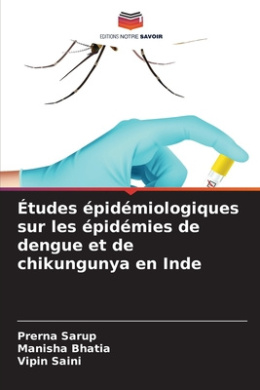 EDITIONS NOTRE SAVOIR
Études épidémiologiques
sur les épidémies de
dengue et de
chikungunya en Inde
Prerna Sarup
Manisha Bhatia
Vipin Saini